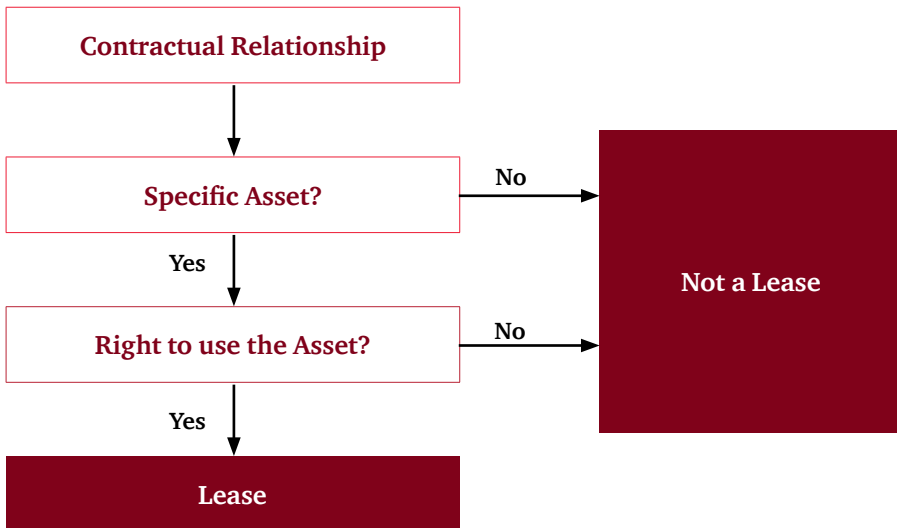 Contractual Relationship
Specific Asset?
No
Yes
Not a Lease
Right to use the Asset?
No
Yes
Lease